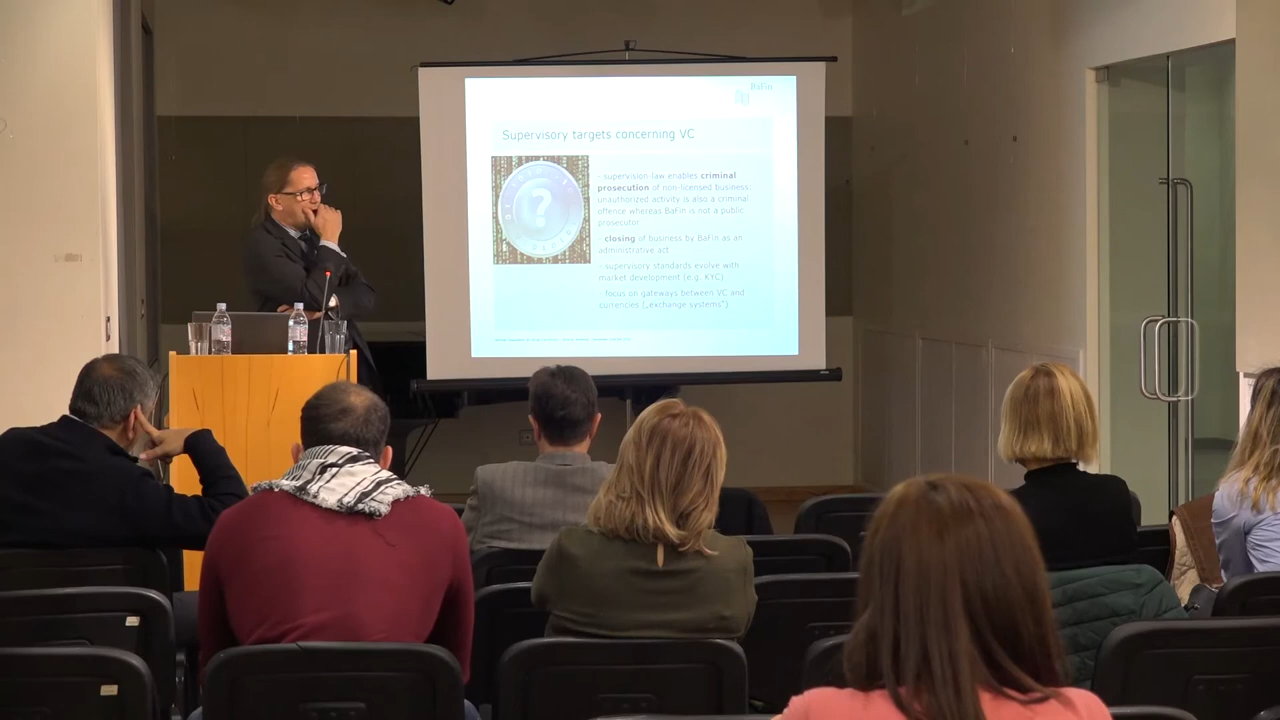 BaFin
Supervisory targets concerning VC
- supervision-law enables criminal
prosecution of non-licensed business;
unauthorized activity is also a criminal
offence whereas BaFin is not a public
prosecutor
- closing of business by BaFin as an
administrative act
- supervisory standards evolve with
market development (e.g. KYC)
- focus on gateways between VC and
currencies („exchange systems")
?